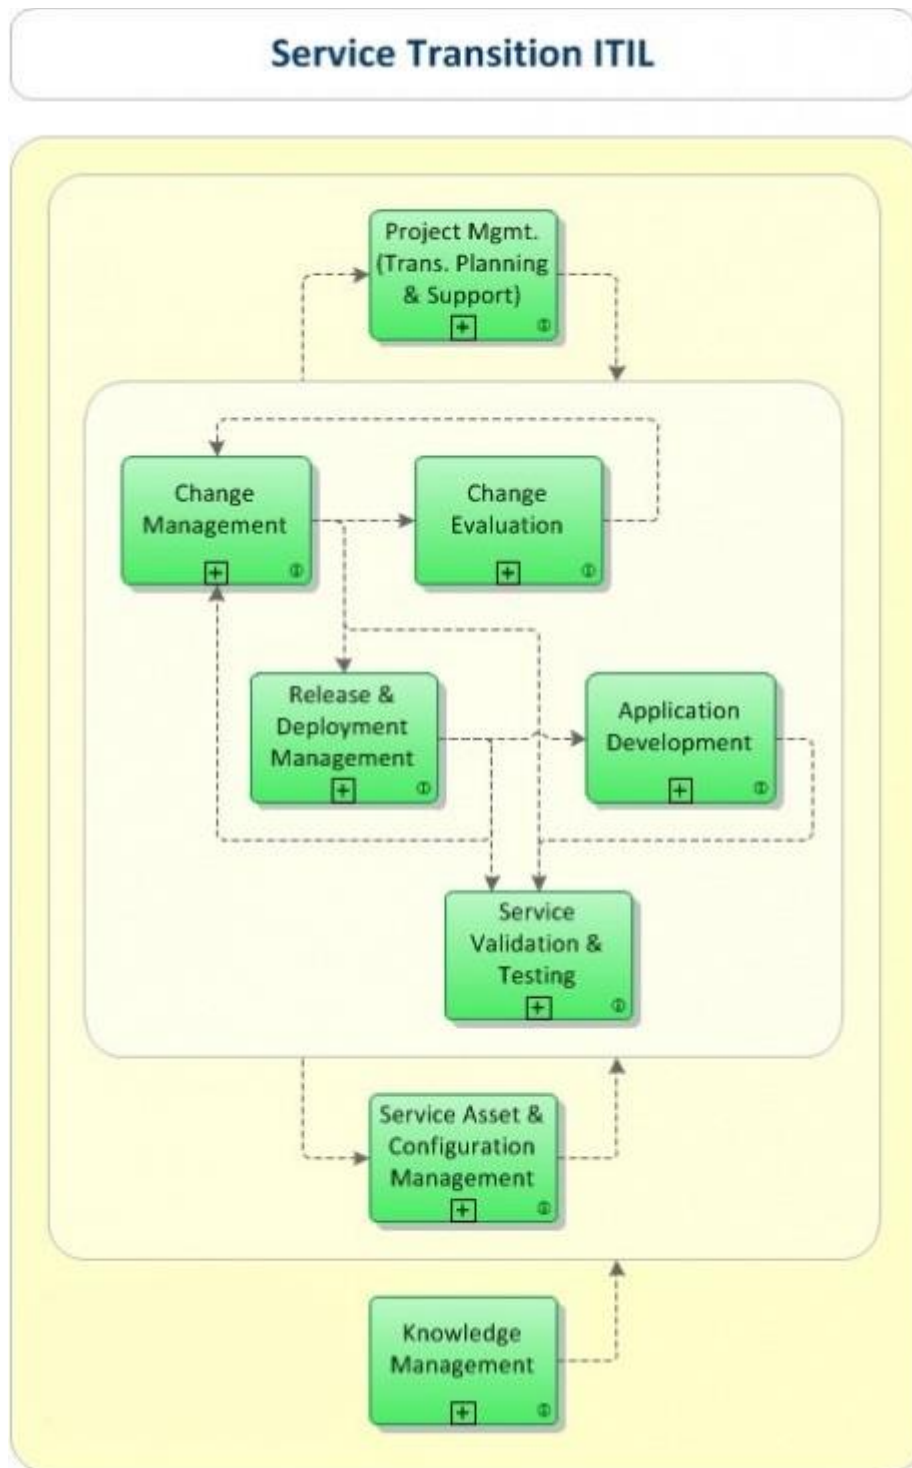 Service Transition ITIL
Project Mgmt.
(Trans. Planning
& Support)
Change
Management
Change
Evaluation
Release &
Deployment
Management
Application
Development
Service
Validation &
Testing
Service Asset &
Configuration
Management
Knowledge
Management